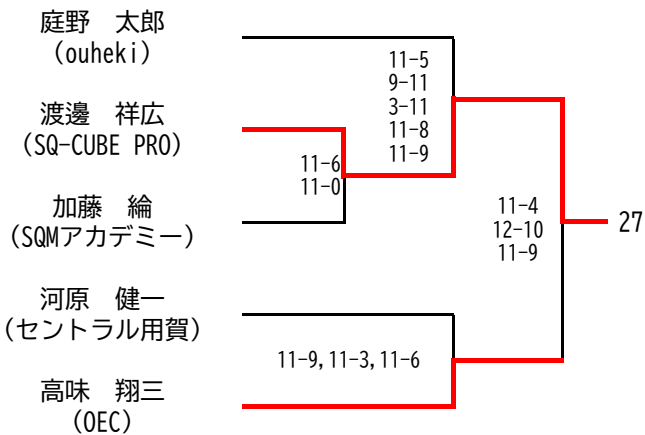 庭野　太郎
(ouheki)
渡邊　祥広
(SQ-CUBE PRO)
加藤　綸
(SQMアカデミー)
河原　健一
(セントラル用賀)
高味　翔三
(OEC)
11-5
9-11
3-11
11-8
11-9
11-6
11-0
11-4
12-10
11-9
27
11-9,11-3,11-6